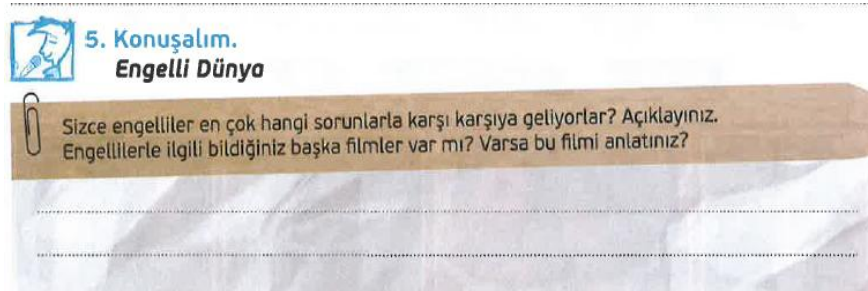 5. Konuşalım.
Engelli Dünya
Sizce engelliler en çok hangi sorunlarla karşı karşıya geliyorlar? Açıklayınız.
Engellilerle ilgili bildiğiniz başka filmler var mı? Varsa bu filmi anlatınız?